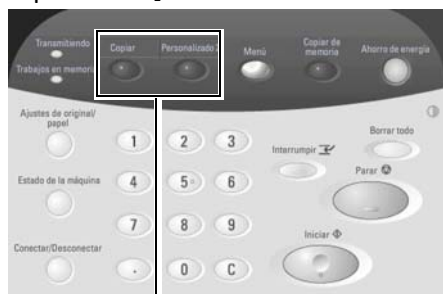 Transmitiendo
Copiar
Personalizado 2
Menú
Copiar de
memoria
Ahorro de energía
Trabajos en memoria
Ajustes de original/
papel
Borrar todo
1
2
3
Interrumpir
Estado de la máquina
4
5
6
Parar
7
8
9
Iniciar
Conectar/Desconectar
.
0
C